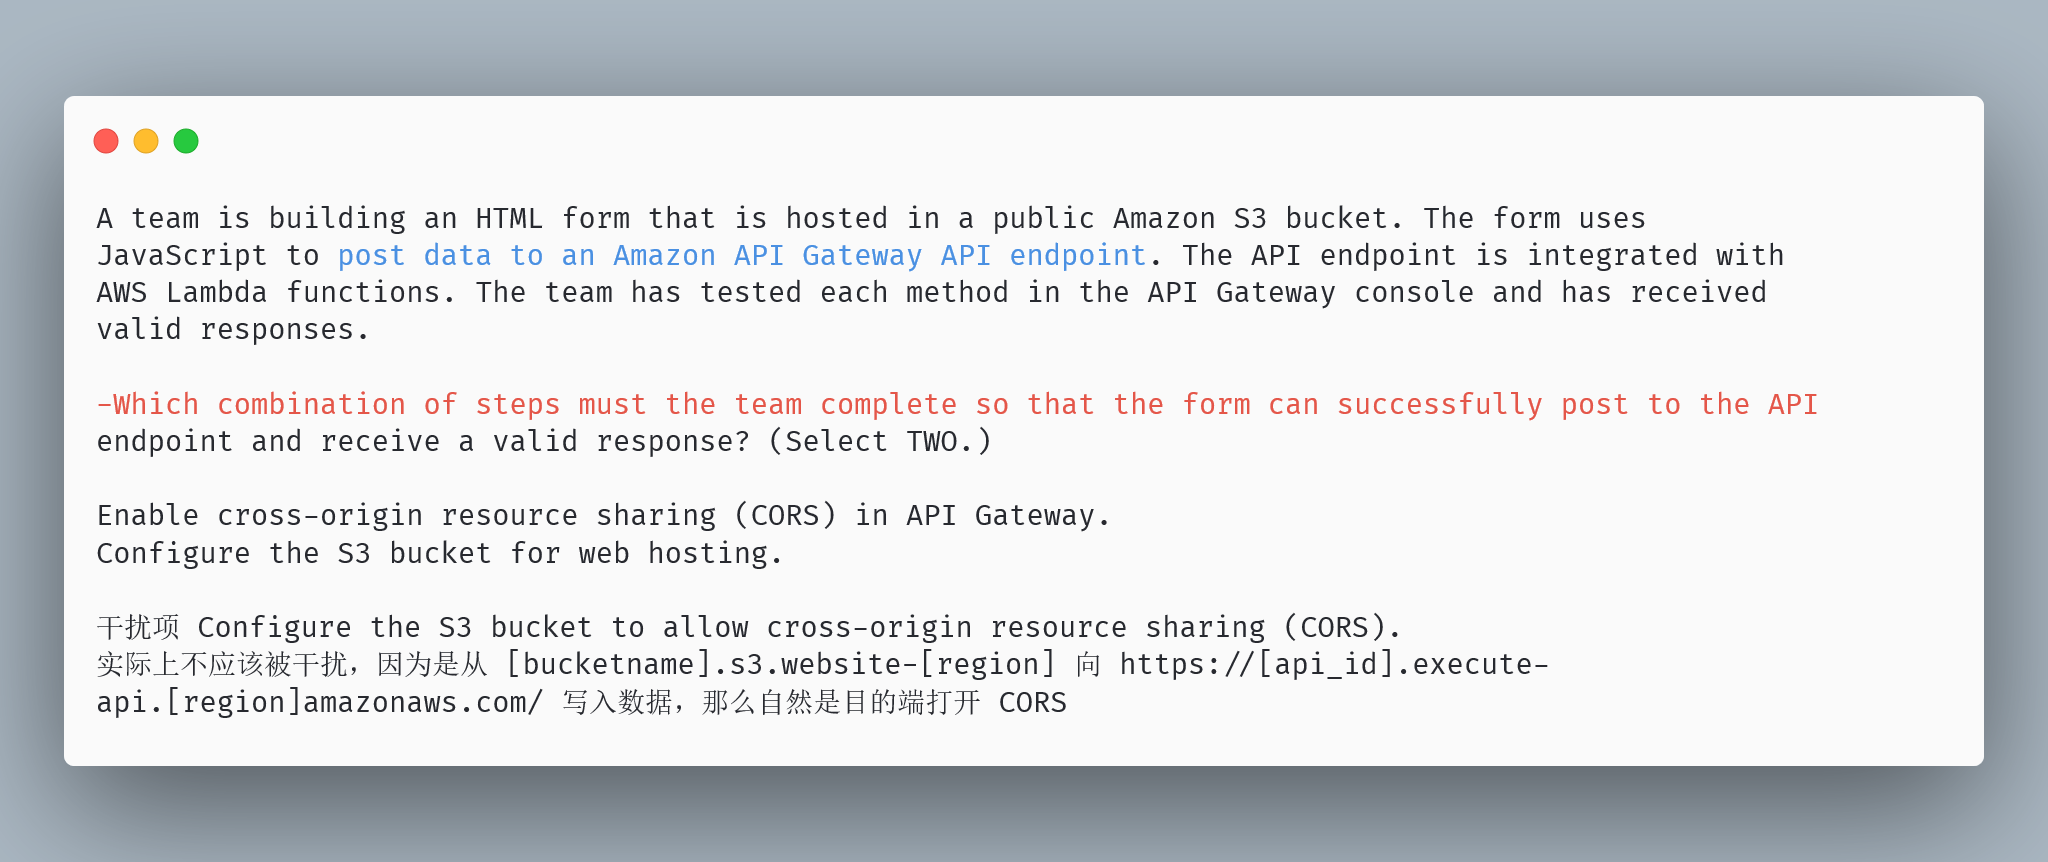 A team is building an HTML form that is hosted in a public Amazon S3 bucket. The form uses
JavaScript to post data to an Amazon API Gateway API endpoint. The API endpoint is integrated with
AWS Lambda functions. The team has tested each method in the API Gateway console and has received
valid responses.
-Which combination of steps must the team complete so that the form can successfully post to the API
endpoint and receive a valid response? (Select TWO.)
Enable cross-origin resource sharing (CORS) in API Gateway.
Configure the S3 bucket for web hosting.
干扰项 Configure the S3 bucket to allow cross-origin resource sharing (CORS).
实际上不应该被干扰，因为是从 [bucketname].s3.website-[region] 向 https://[api_id].execute-
api.[region]amazonaws.com/ 写入数据，那么自然是目的端打开 CORS